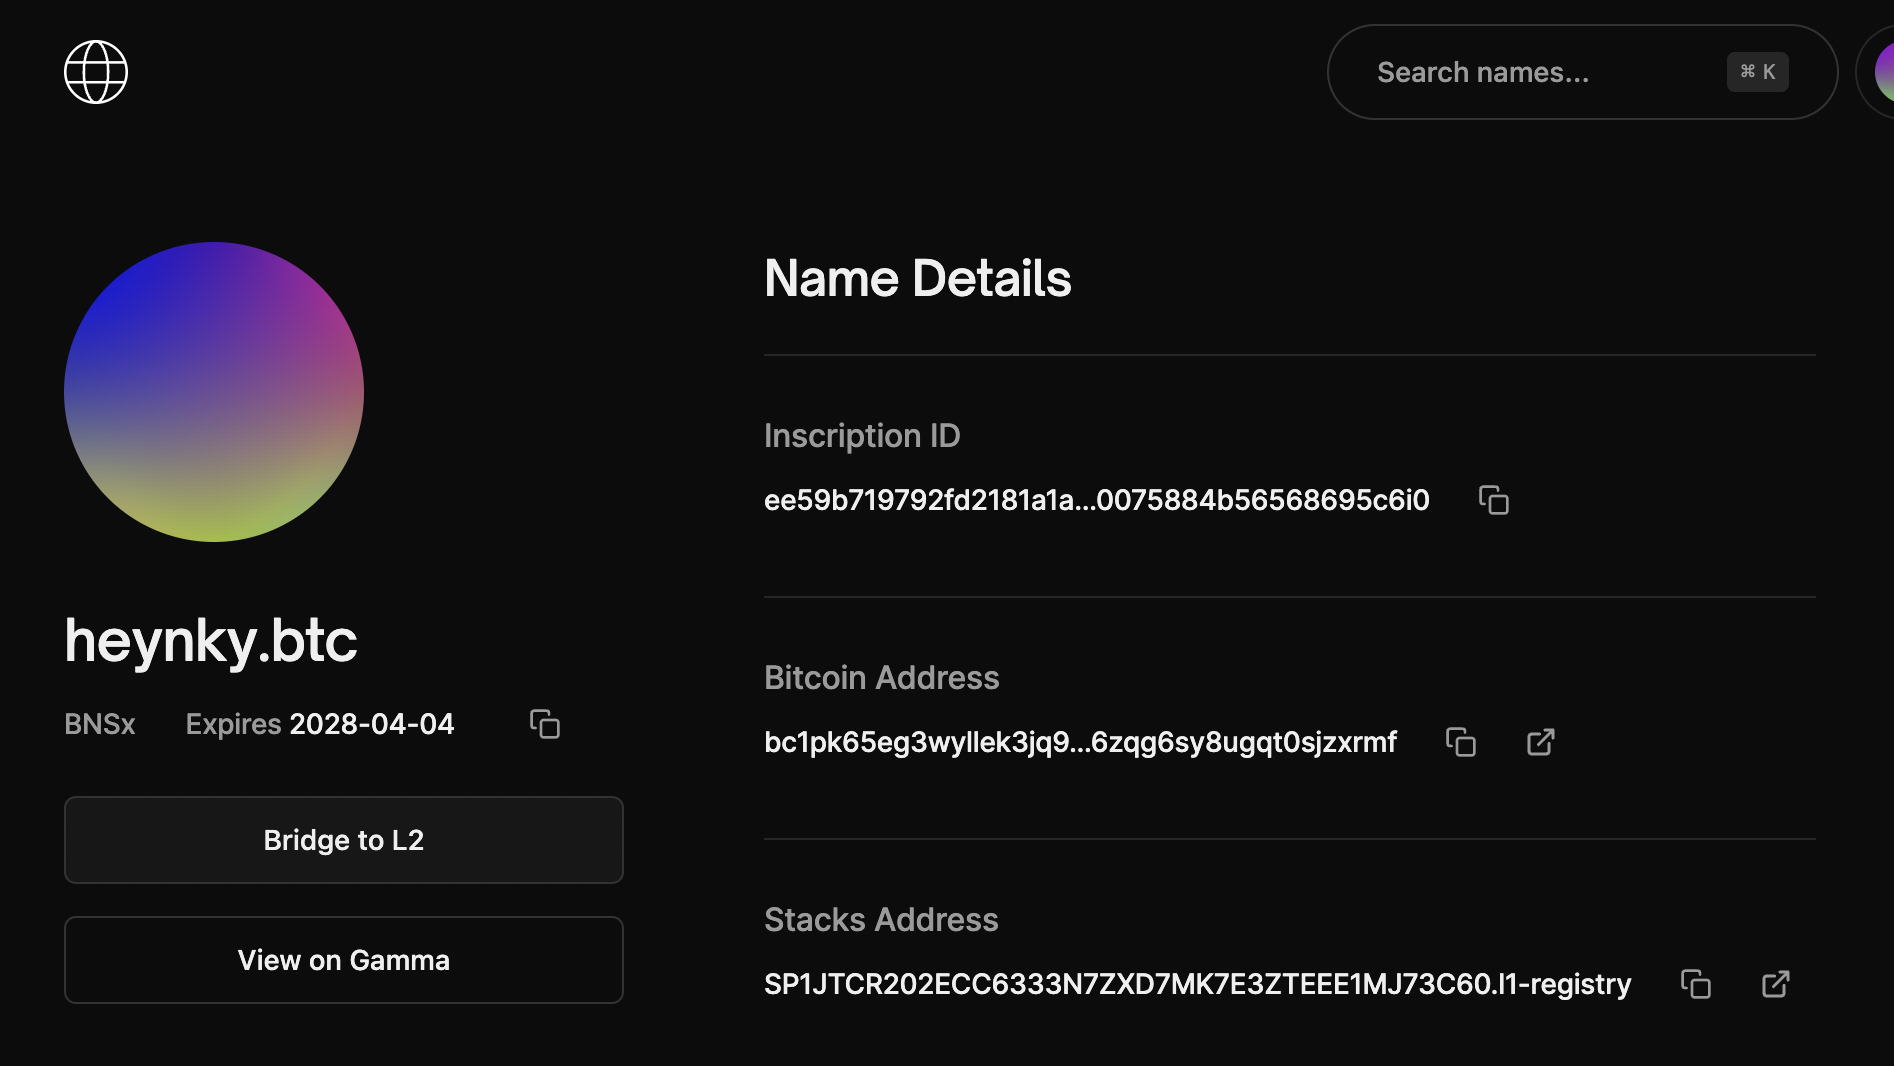 Search names...
⌘ K
Name Details
Inscription ID
ee59b719792fd2181a1a...0075884b56568695c6i0
Bitcoin Address
bc1pk65eg3wyllek3jq9...6zqg6sy8ugqt0sjzxrmf
Stacks Address
SP1JTCR202ECC6333N7ZXD7MK7E3ZTEEE1MJ73C60.l1-registry
heynky.btc
BNSx Expires 2028-04-04
Bridge to L2
View on Gamma